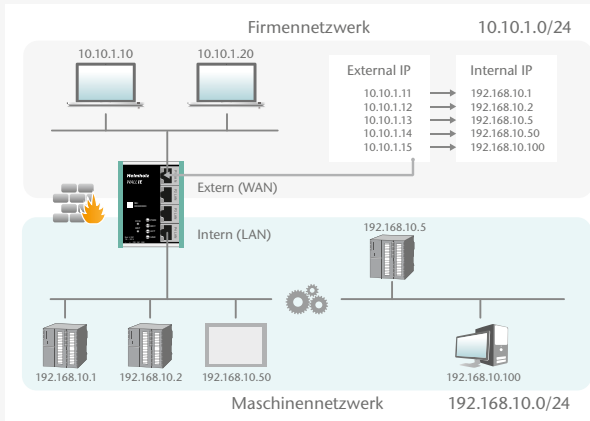 Firmennetzwerk 10.10.1.0/24
10.10.1.10 10.10.1.20
External IP Internal IP
10.10.1.11 192.168.10.1
10.10.1.12 192.168.10.2
10.10.1.13 192.168.10.5
10.10.1.14 192.168.10.50
10.10.1.15 192.168.10.100
Helmholz
WALL IE
Extern (WAN)
Intern (LAN)
192.168.10.5
192.168.10.1 192.168.10.2 192.168.10.50 192.168.10.100
Maschinennetzwerk 192.168.10.0/24